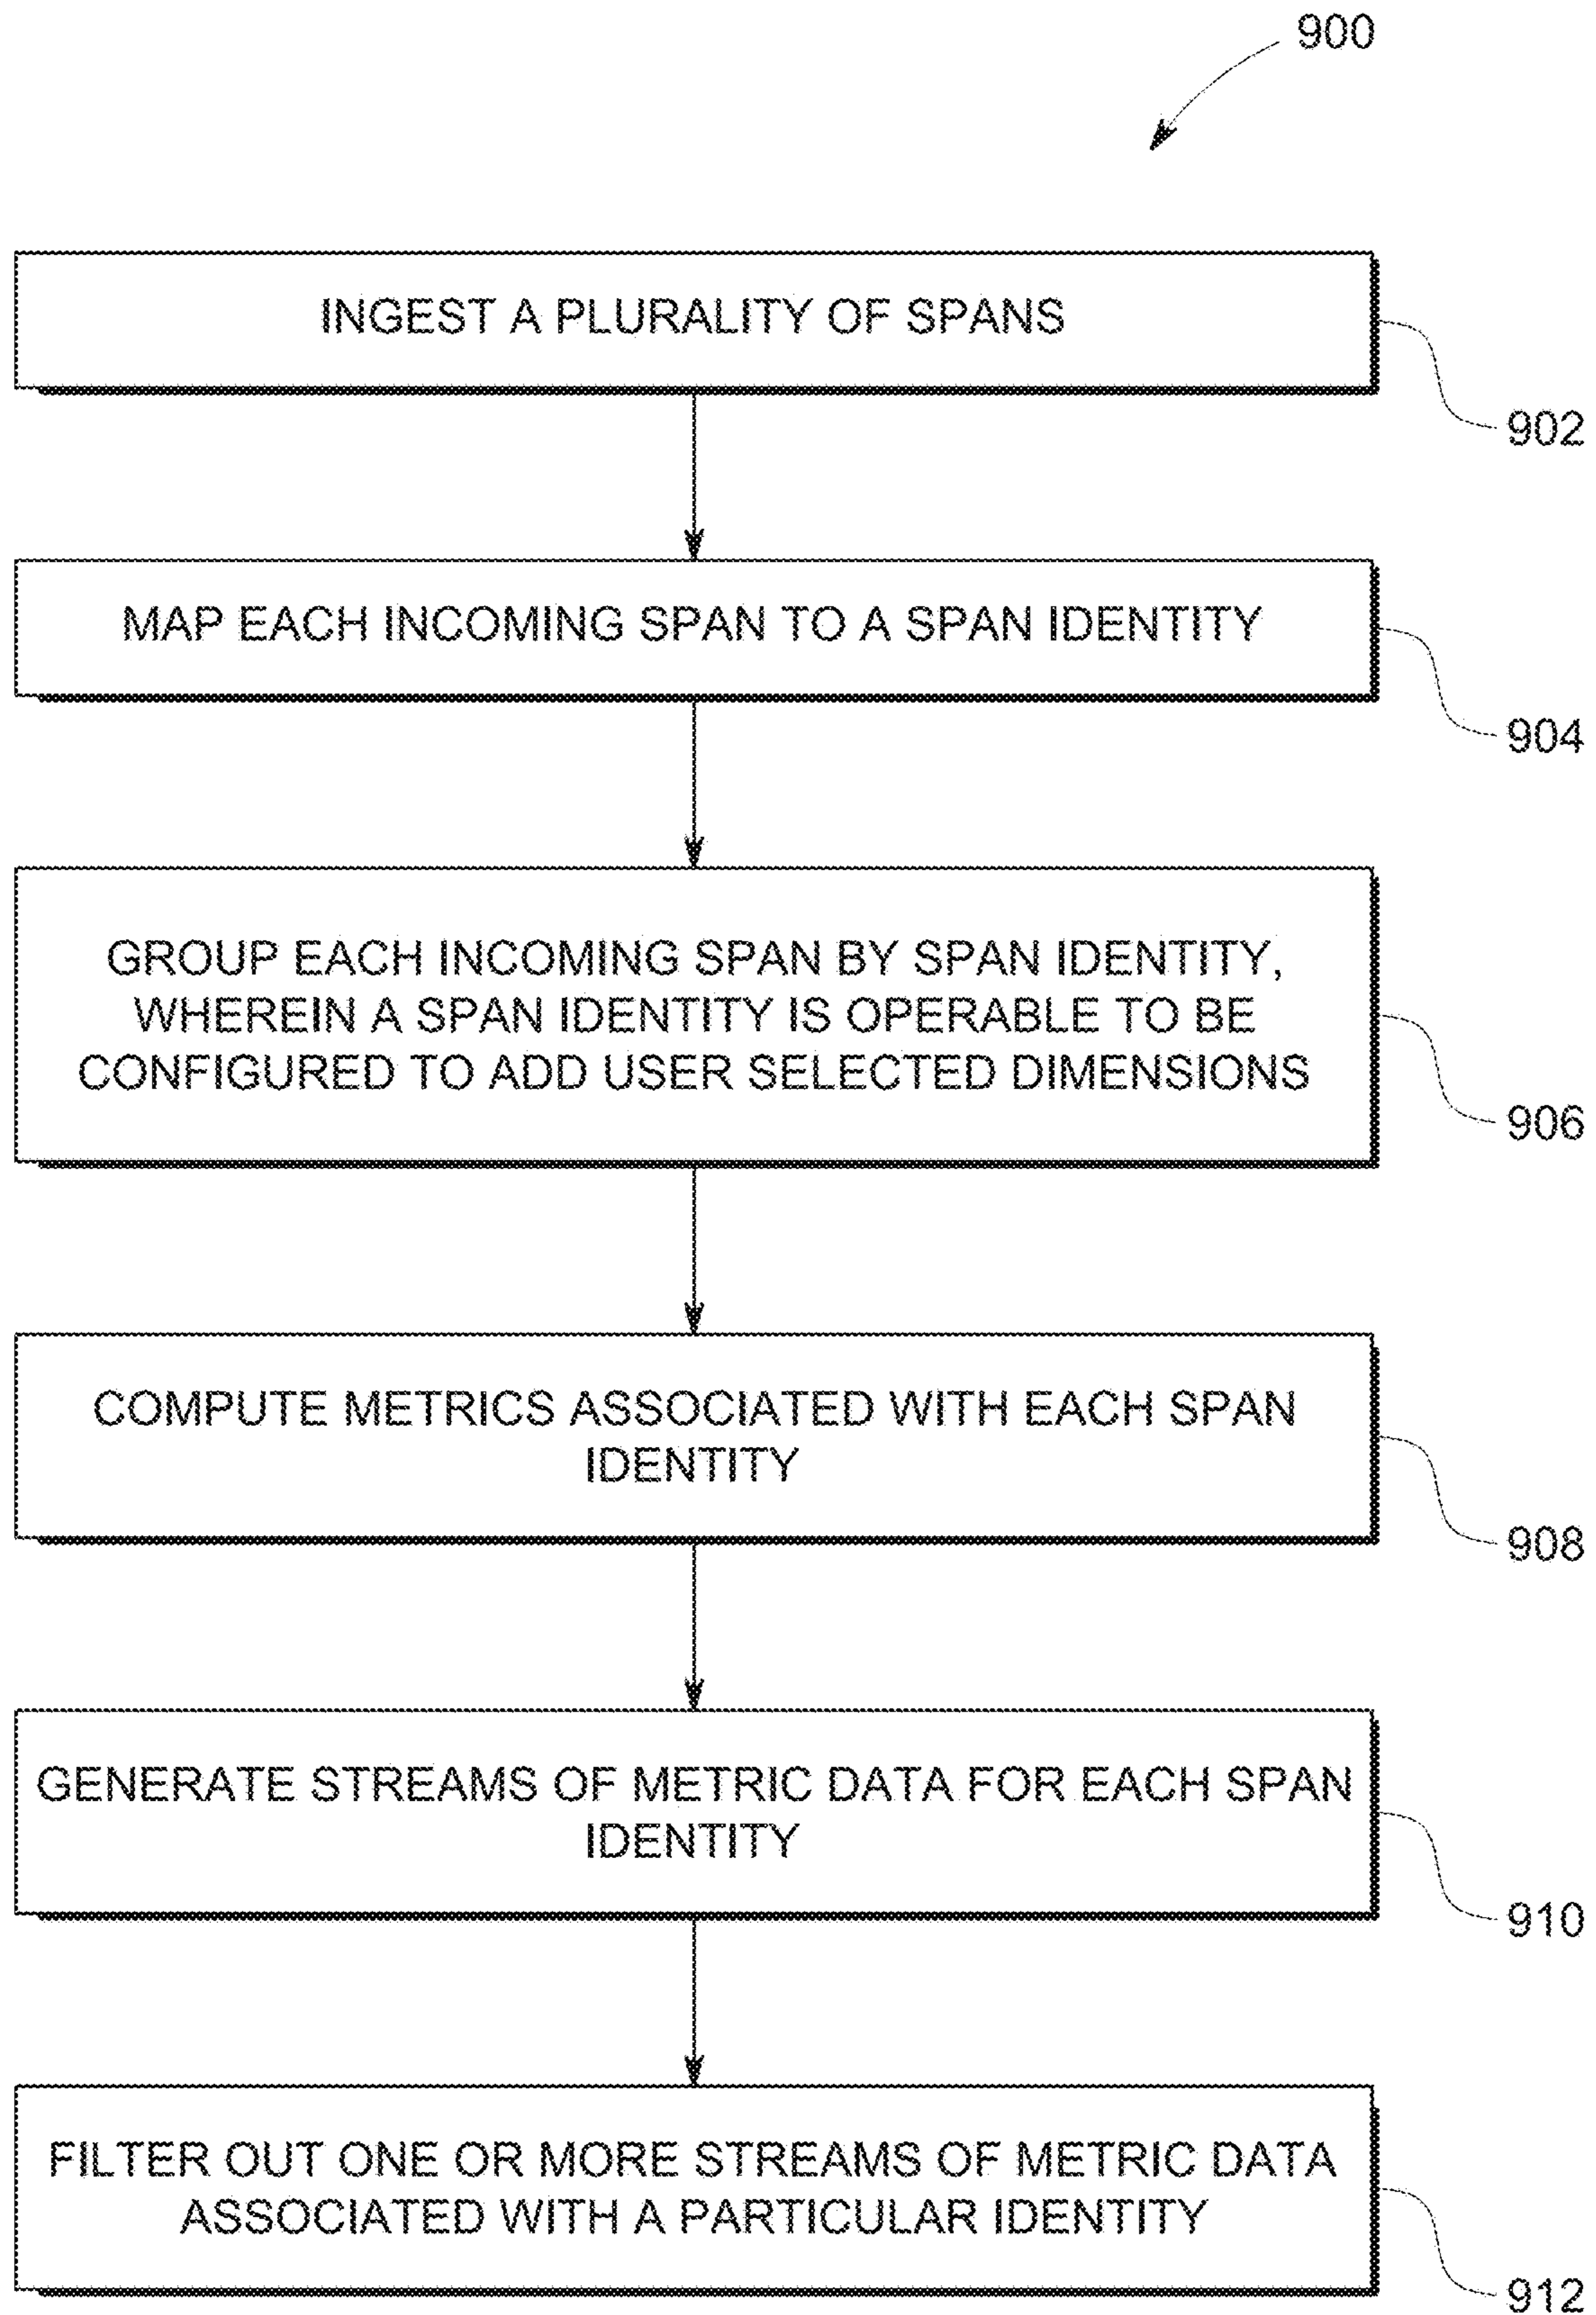 900
INGEST A PLURALITY OF SPANS
902
MAP EACH INCOMING SPAN TO A SPAN IDENTITY
904
GROUP EACH INCOMING SPAN BY SPAN IDENTITY,
WHEREIN A SPAN IDENTITY IS OPERABLE TO BE
CONFIGURED TO ADD USER SELECTED DIMENSIONS
906
COMPUTE METRICS ASSOCIATED WITH EACH SPAN
IDENTITY
908
GENERATE STREAMS OF METRIC DATA FOR EACH SPAN
IDENTITY
910
FILTER OUT ONE OR MORE STREAMS OF METRIC DATA
ASSOCIATED WITH A PARTICULAR IDENTITY
912